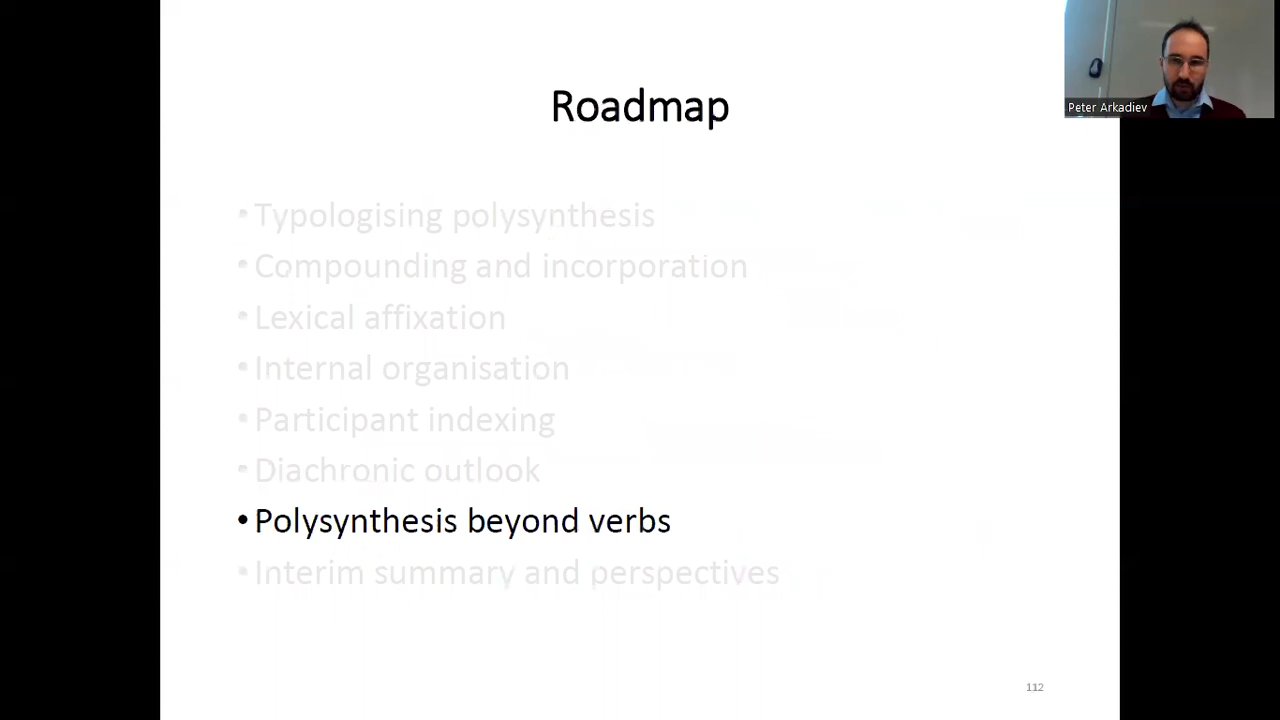 Roadmap
Peter Arkadiev
• Typologising polysynthesis
• Compounding and incorporation
• Lexical affixation
• Internal organisation
• Participant indexing
• Diachronic outlook
• Polysynthesis beyond verbs
• Interim summary and perspectives
112